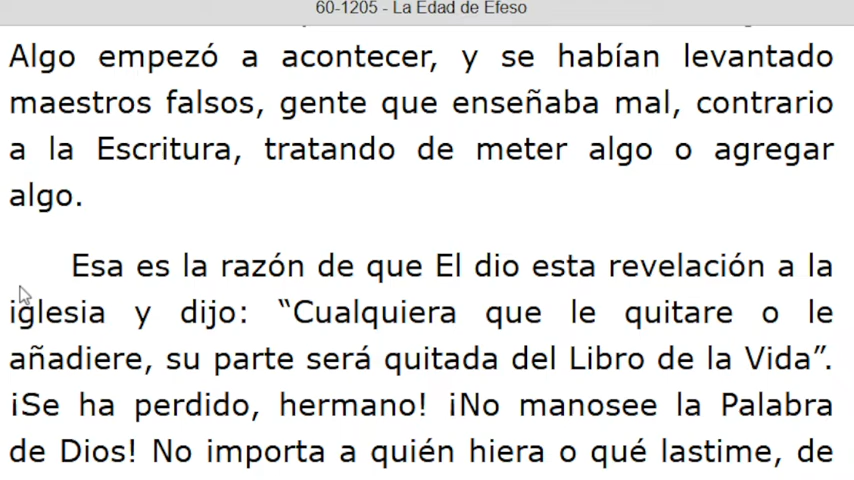 60-1205 - La Edad de Efeso
Algo empezó a acontecer, y se habían levantado
maestros falsos, gente que enseñaba mal, contrario
a la Escritura, tratando de meter algo o agregar
algo.
Esa es la razón de que El dio esta revelación a la
iglesia y dijo: “Cualquiera que le quitare o le
añadiere, su parte será quitada del Libro de la Vida”.
¡Se ha perdido, hermano! ¡No manosee la Palabra
de Dios! No importa a quién hiera o qué lastime, de